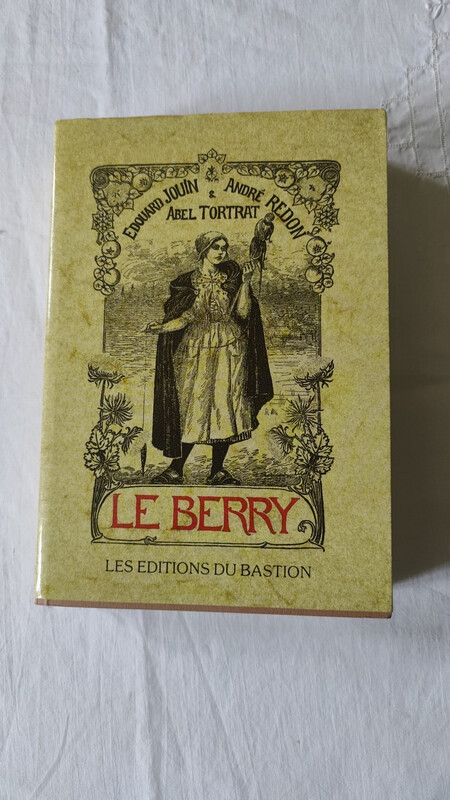 EDOUARD JOUIN & ANDRÉ REDON
ABEL TORTRAT
LE BERRY
LES EDITIONS DU BASTION